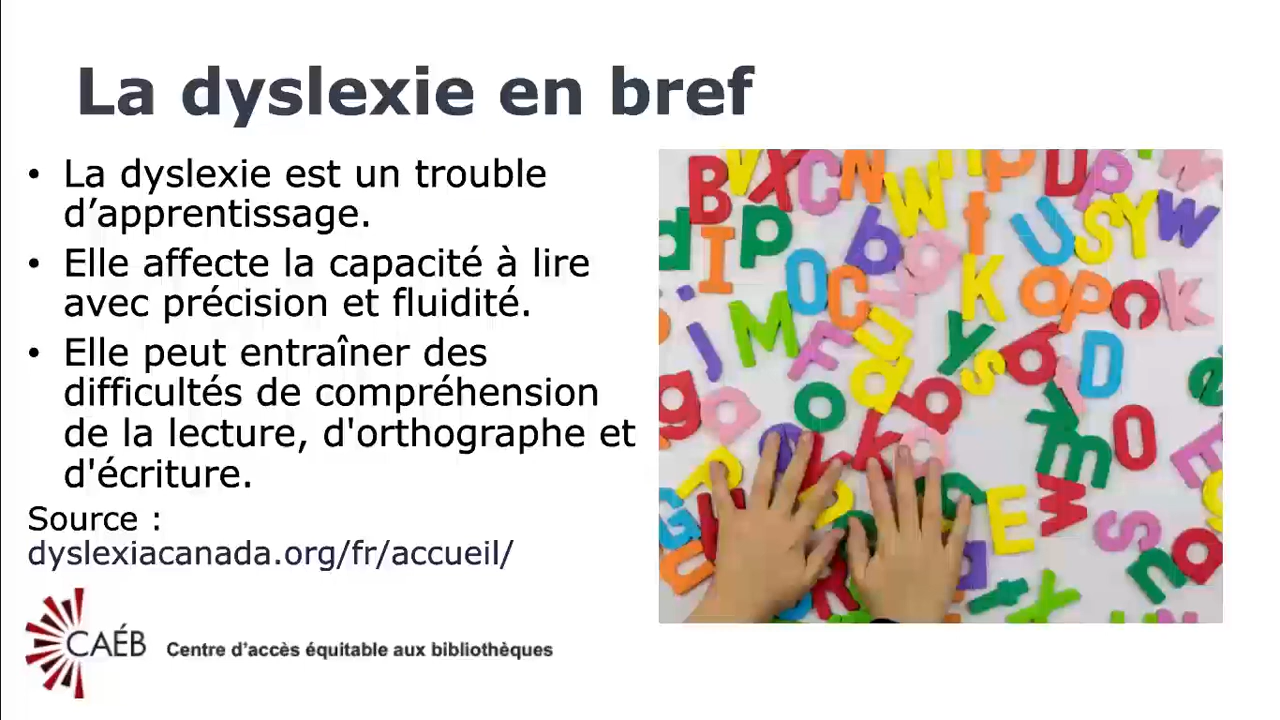 La dyslexie en bref
• La dyslexie est un trouble
d’apprentissage.
• Elle affecte la capacité à lire
avec précision et fluidité.
• Elle peut entraîner des
difficultés de compréhension
de la lecture, d'orthographe et
d'écriture.
Source :
dyslexiacanada.org/fr/accueil/
CAÉB Centre d’accès équitable aux bibliothèques